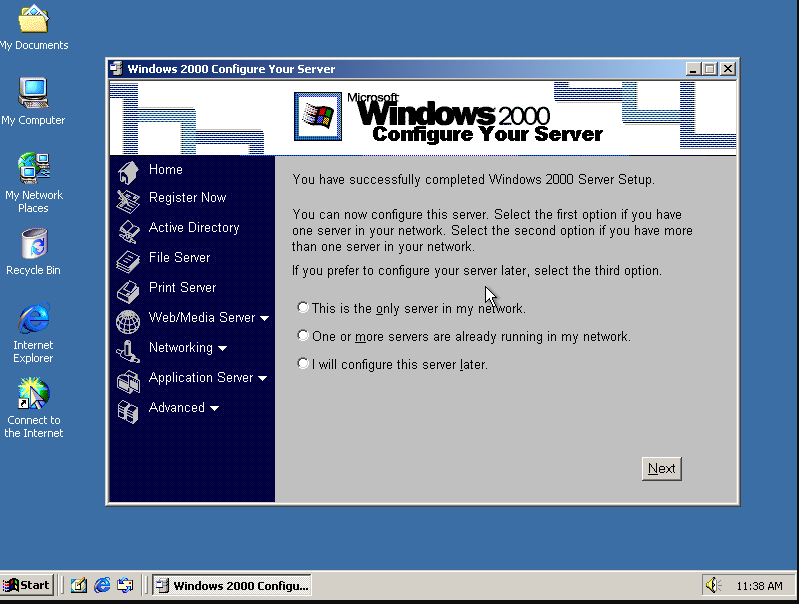 My Documents
My Computer
My Network
Places
Recycle Bin
Internet
Explorer
Connect to
the Internet
Windows 2000 Configure Your Server
Microsoft
Windows 2000
Configure Your Server
Home
Register Now
Active Directory
File Server
Print Server
Web/Media Server
Networking
Application Server
Advanced
You have successfully completed Windows 2000 Server Setup.
You can now configure this server. Select the first option if you have
one server in your network. Select the second option if you have more
than one server in your network.
If you prefer to configure your server later, select the third option.
This is the only server in my network.
One or more servers are already running in my network.
I will configure this server later.
Next
Start
Windows 2000 Configu...
11:38 AM